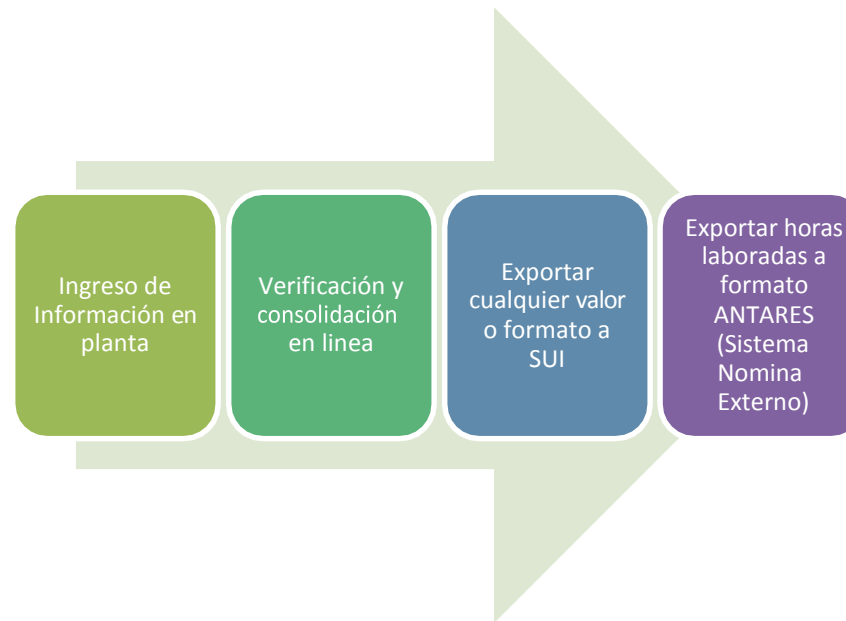 Ingreso de
Información en
planta
Verificación y
consolidación
en linea
Exportar
cualquier valor
o formato a
SUI
Exportar horas
laboradas a
formato
ANTARES
(Sistema
Nomina
Externo)